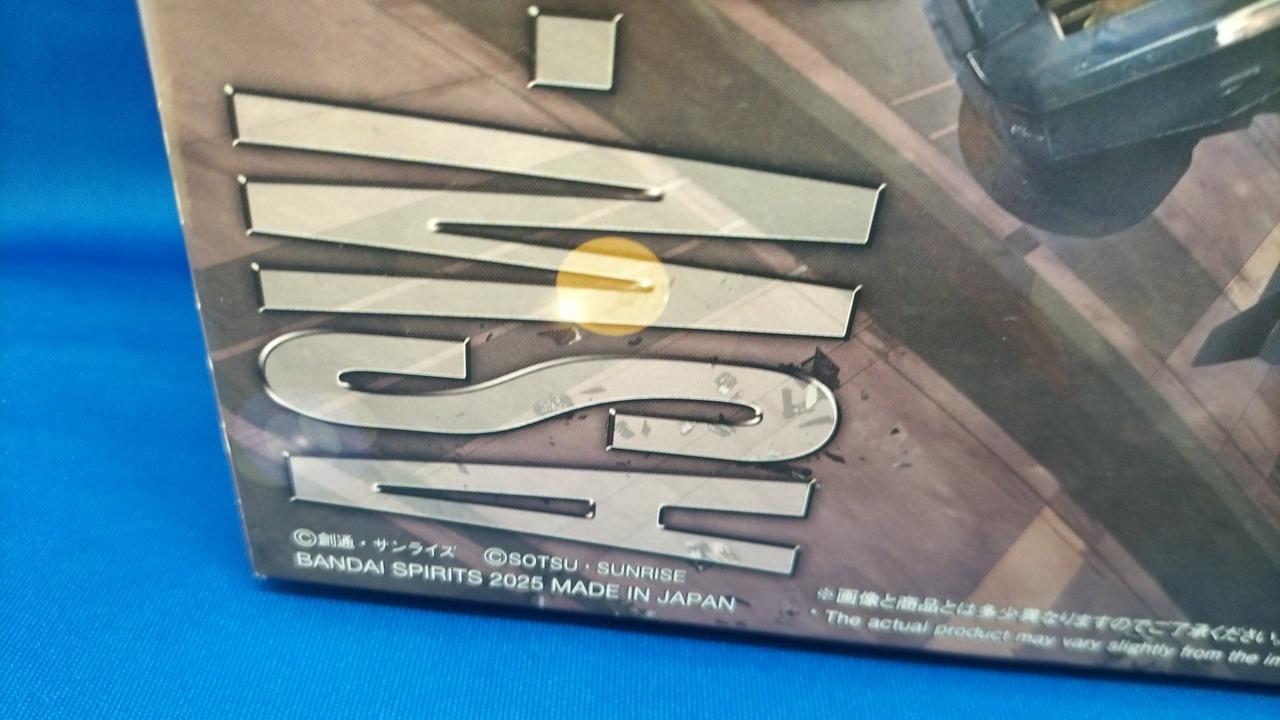 ASW-
©創通・サンライズ ©SOTSU・SUNRISE
BANDAI SPIRITS 2025 MADE IN JAPAN
※画像と商品とは多少異なりますのでご了承ください。
* The actual product may vary slightly from the